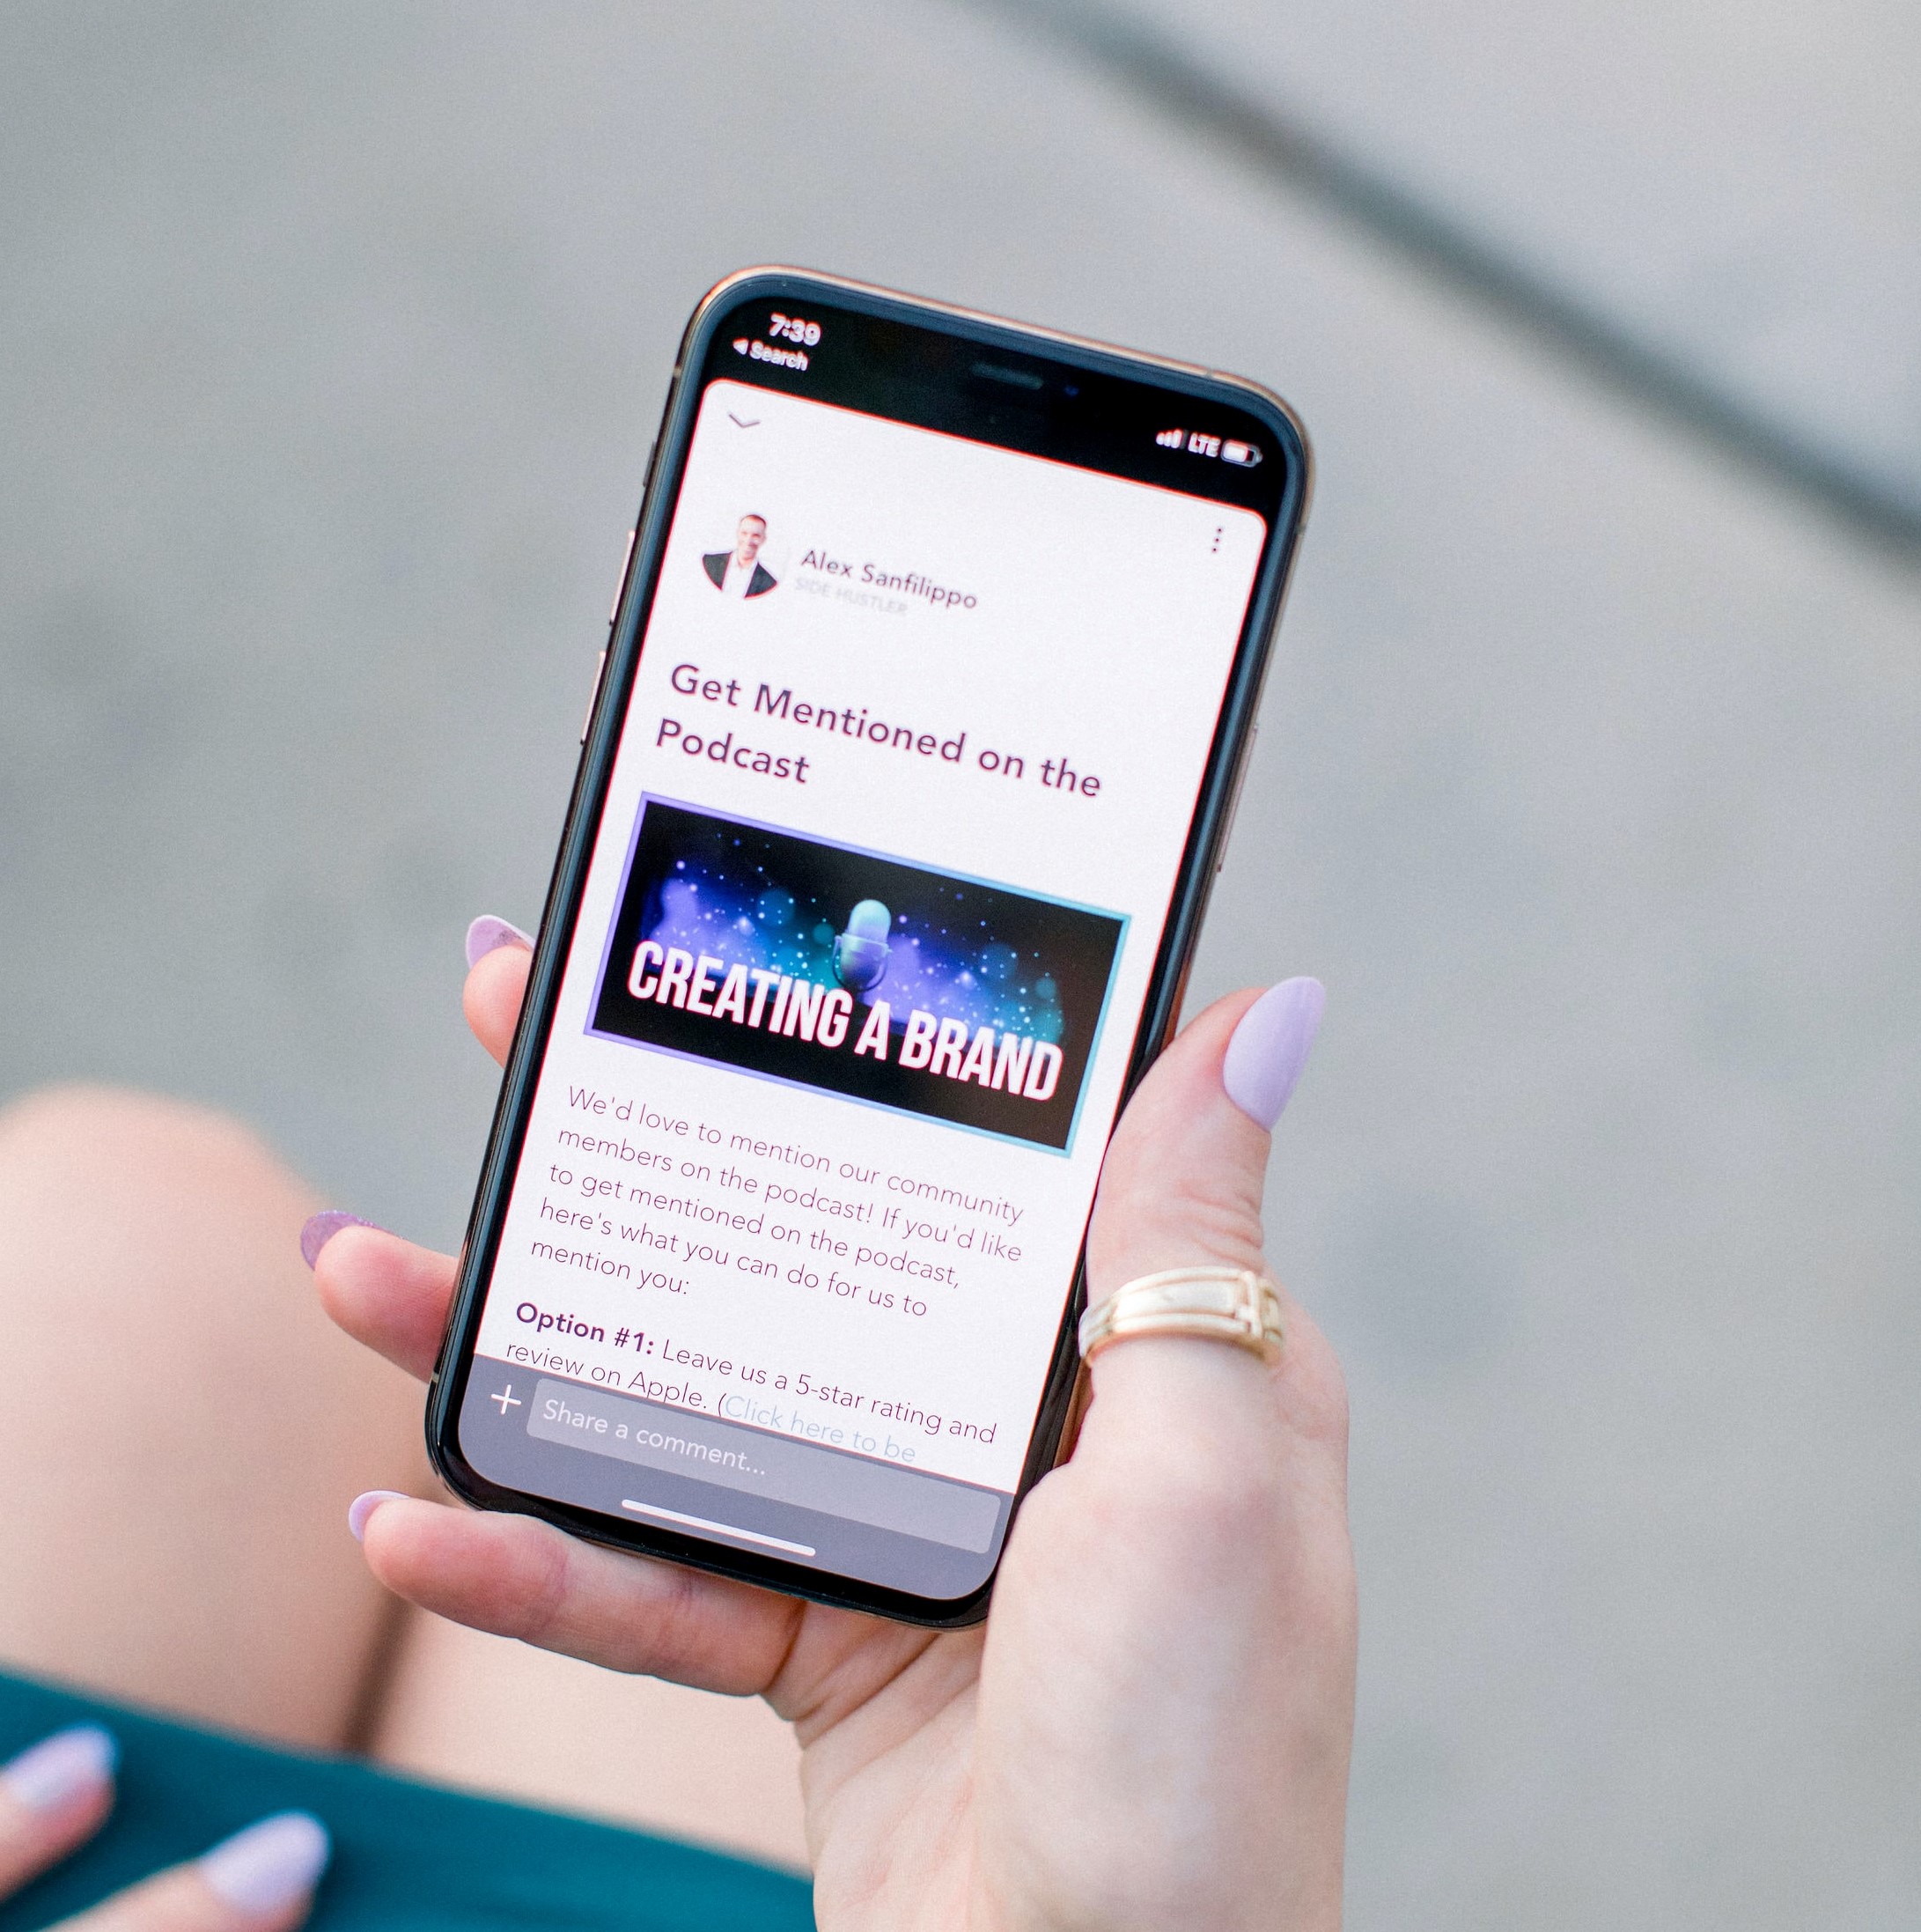 7:39
◀ Search
LTE
Alex Sanfilippo
SIDE HUSTLER
Get Mentioned on the
Podcast
CREATING A BRAND
We'd love to mention our community
members on the podcast! If you'd like
to get mentioned on the podcast,
here's what you can do for us to
mention you:
Option #1: Leave us a 5-star rating and
review on Apple. (Click here to be
Share a comment...